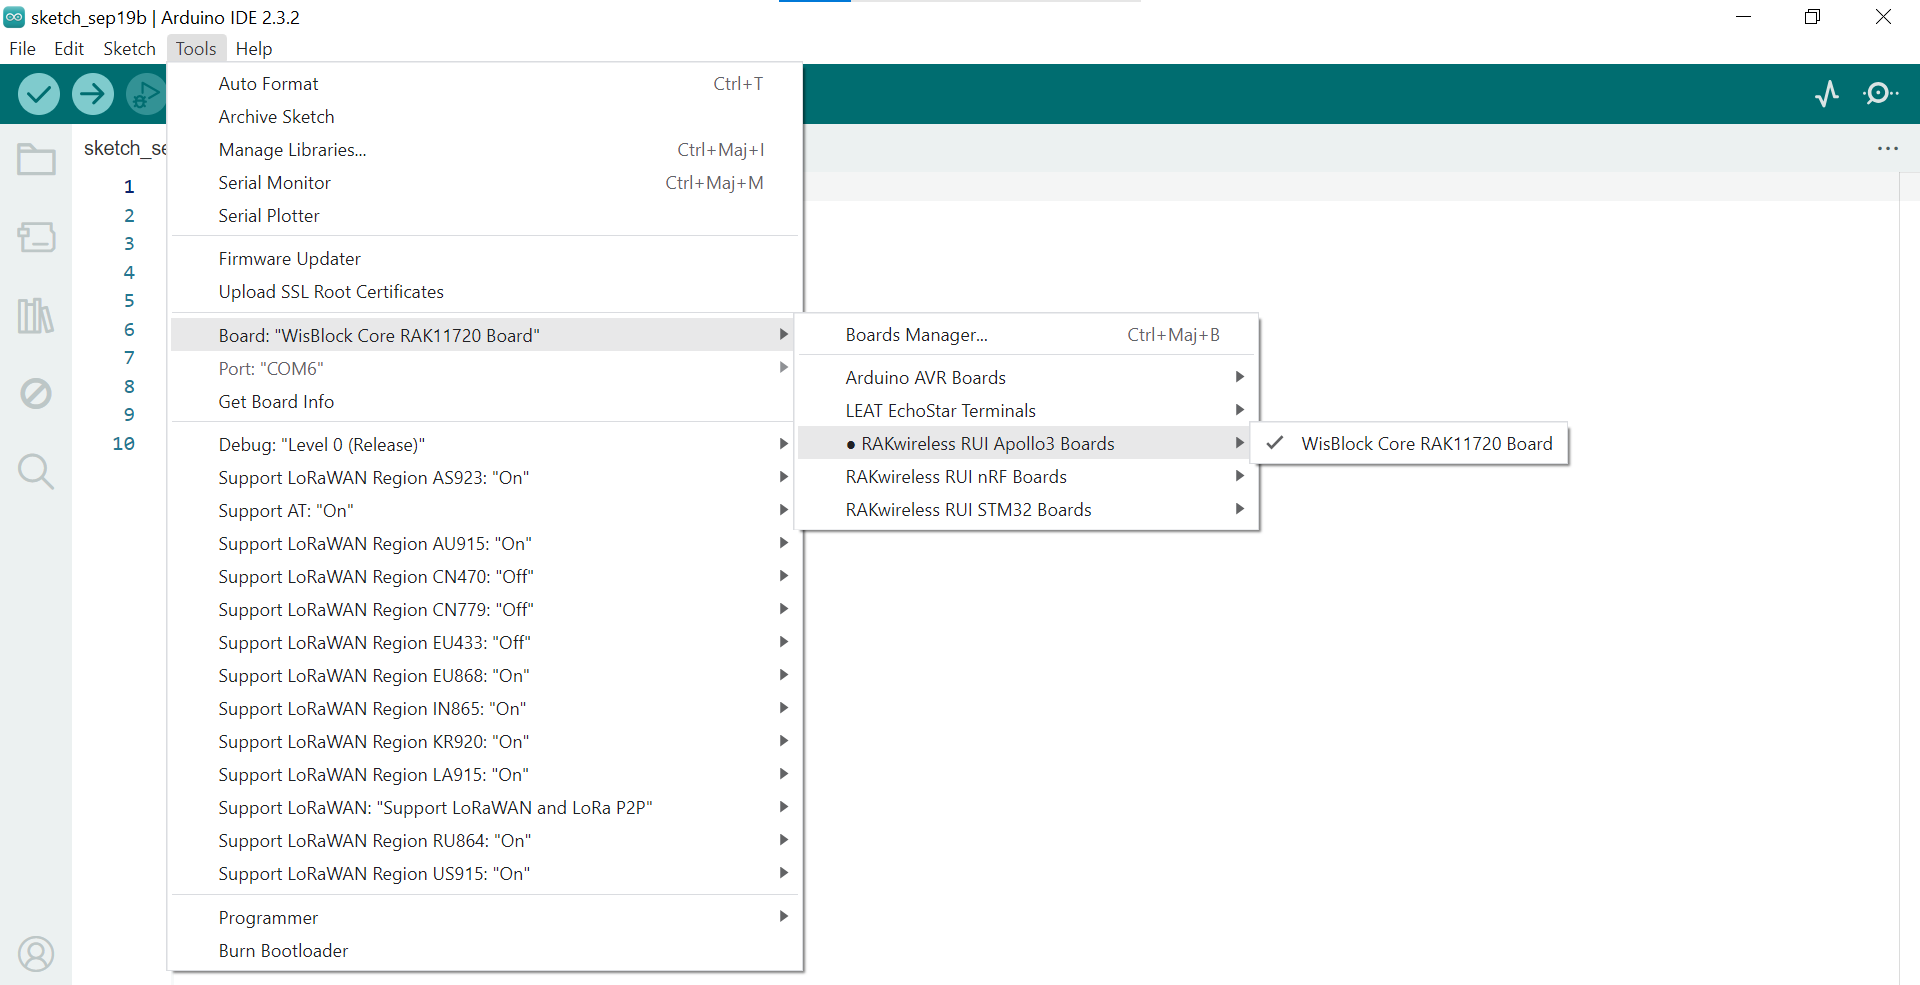 sketch_sep19b | Arduino IDE 2.3.2
File Edit Sketch Tools Help
Auto Format Ctrl+T
Archive Sketch
sketch_se
Manage Libraries... Ctrl+Maj+I
Serial Monitor Ctrl+Maj+M
Serial Plotter
Firmware Updater
Upload SSL Root Certificates
Board: "WisBlock Core RAK11720 Board"
Port: "COM6"
Get Board Info
Debug: "Level 0 (Release)"
Support LoRaWAN Region AS923: "On"
Support AT: "On"
Support LoRaWAN Region AU915: "On"
Support LoRaWAN Region CN470: "Off"
Support LoRaWAN Region CN779: "Off"
Support LoRaWAN Region EU433: "Off"
Support LoRaWAN Region EU868: "On"
Support LoRaWAN Region IN865: "On"
Support LoRaWAN Region KR920: "On"
Support LoRaWAN Region LA915: "On"
Support LoRaWAN: "Support LoRaWAN and LoRa P2P"
Support LoRaWAN Region RU864: "On"
Support LoRaWAN Region US915: "On"
Programmer
Burn Bootloader
Boards Manager... Ctrl+Maj+B
Arduino AVR Boards
LEAT EchoStar Terminals
● RAKwireless RUI Apollo3 Boards
RAKwireless RUI nRF Boards
RAKwireless RUI STM32 Boards
✓ WisBlock Core RAK11720 Board
1
2
3
4
5
6
7
8
9
10